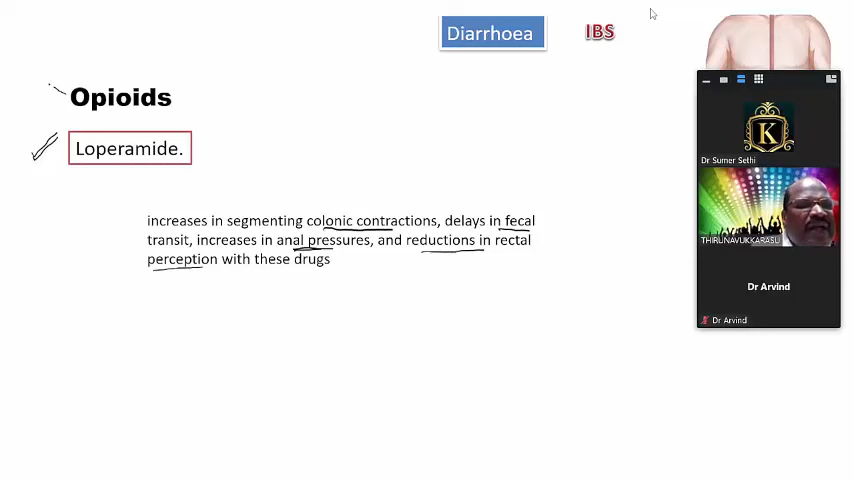 Diarrhoea
IBS
Opioids
Loperamide.
increases in segmenting colonic contractions, delays in fecal
transit, increases in anal pressures, and reductions in rectal
perception with these drugs
K
Dr Sumer Sethi
THIRUNAVUKKARASU
Dr Arvind
Dr Arvind